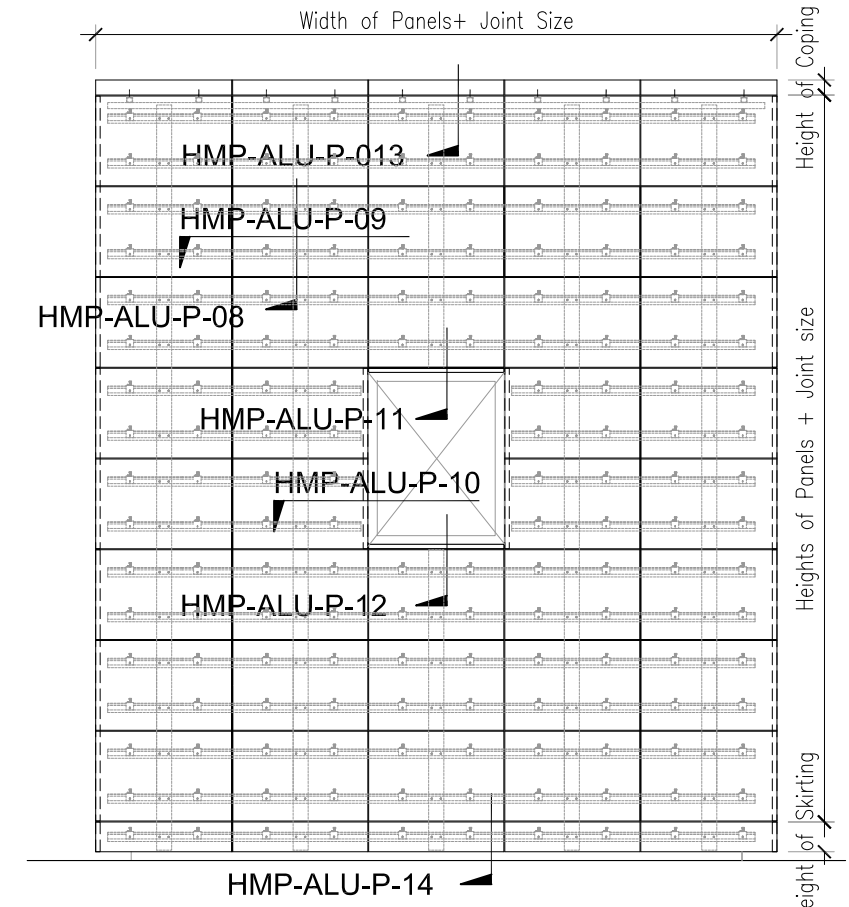 Width of Panels+ Joint Size
Height of Coping
HMP-ALU-P-013
HMP-ALU-P-09
HMP-ALU-P-08
Heights of Panels + Joint size
HMP-ALU-P-11
HMP-ALU-P-10
HMP-ALU-P-12
eight of Skirting
HMP-ALU-P-14